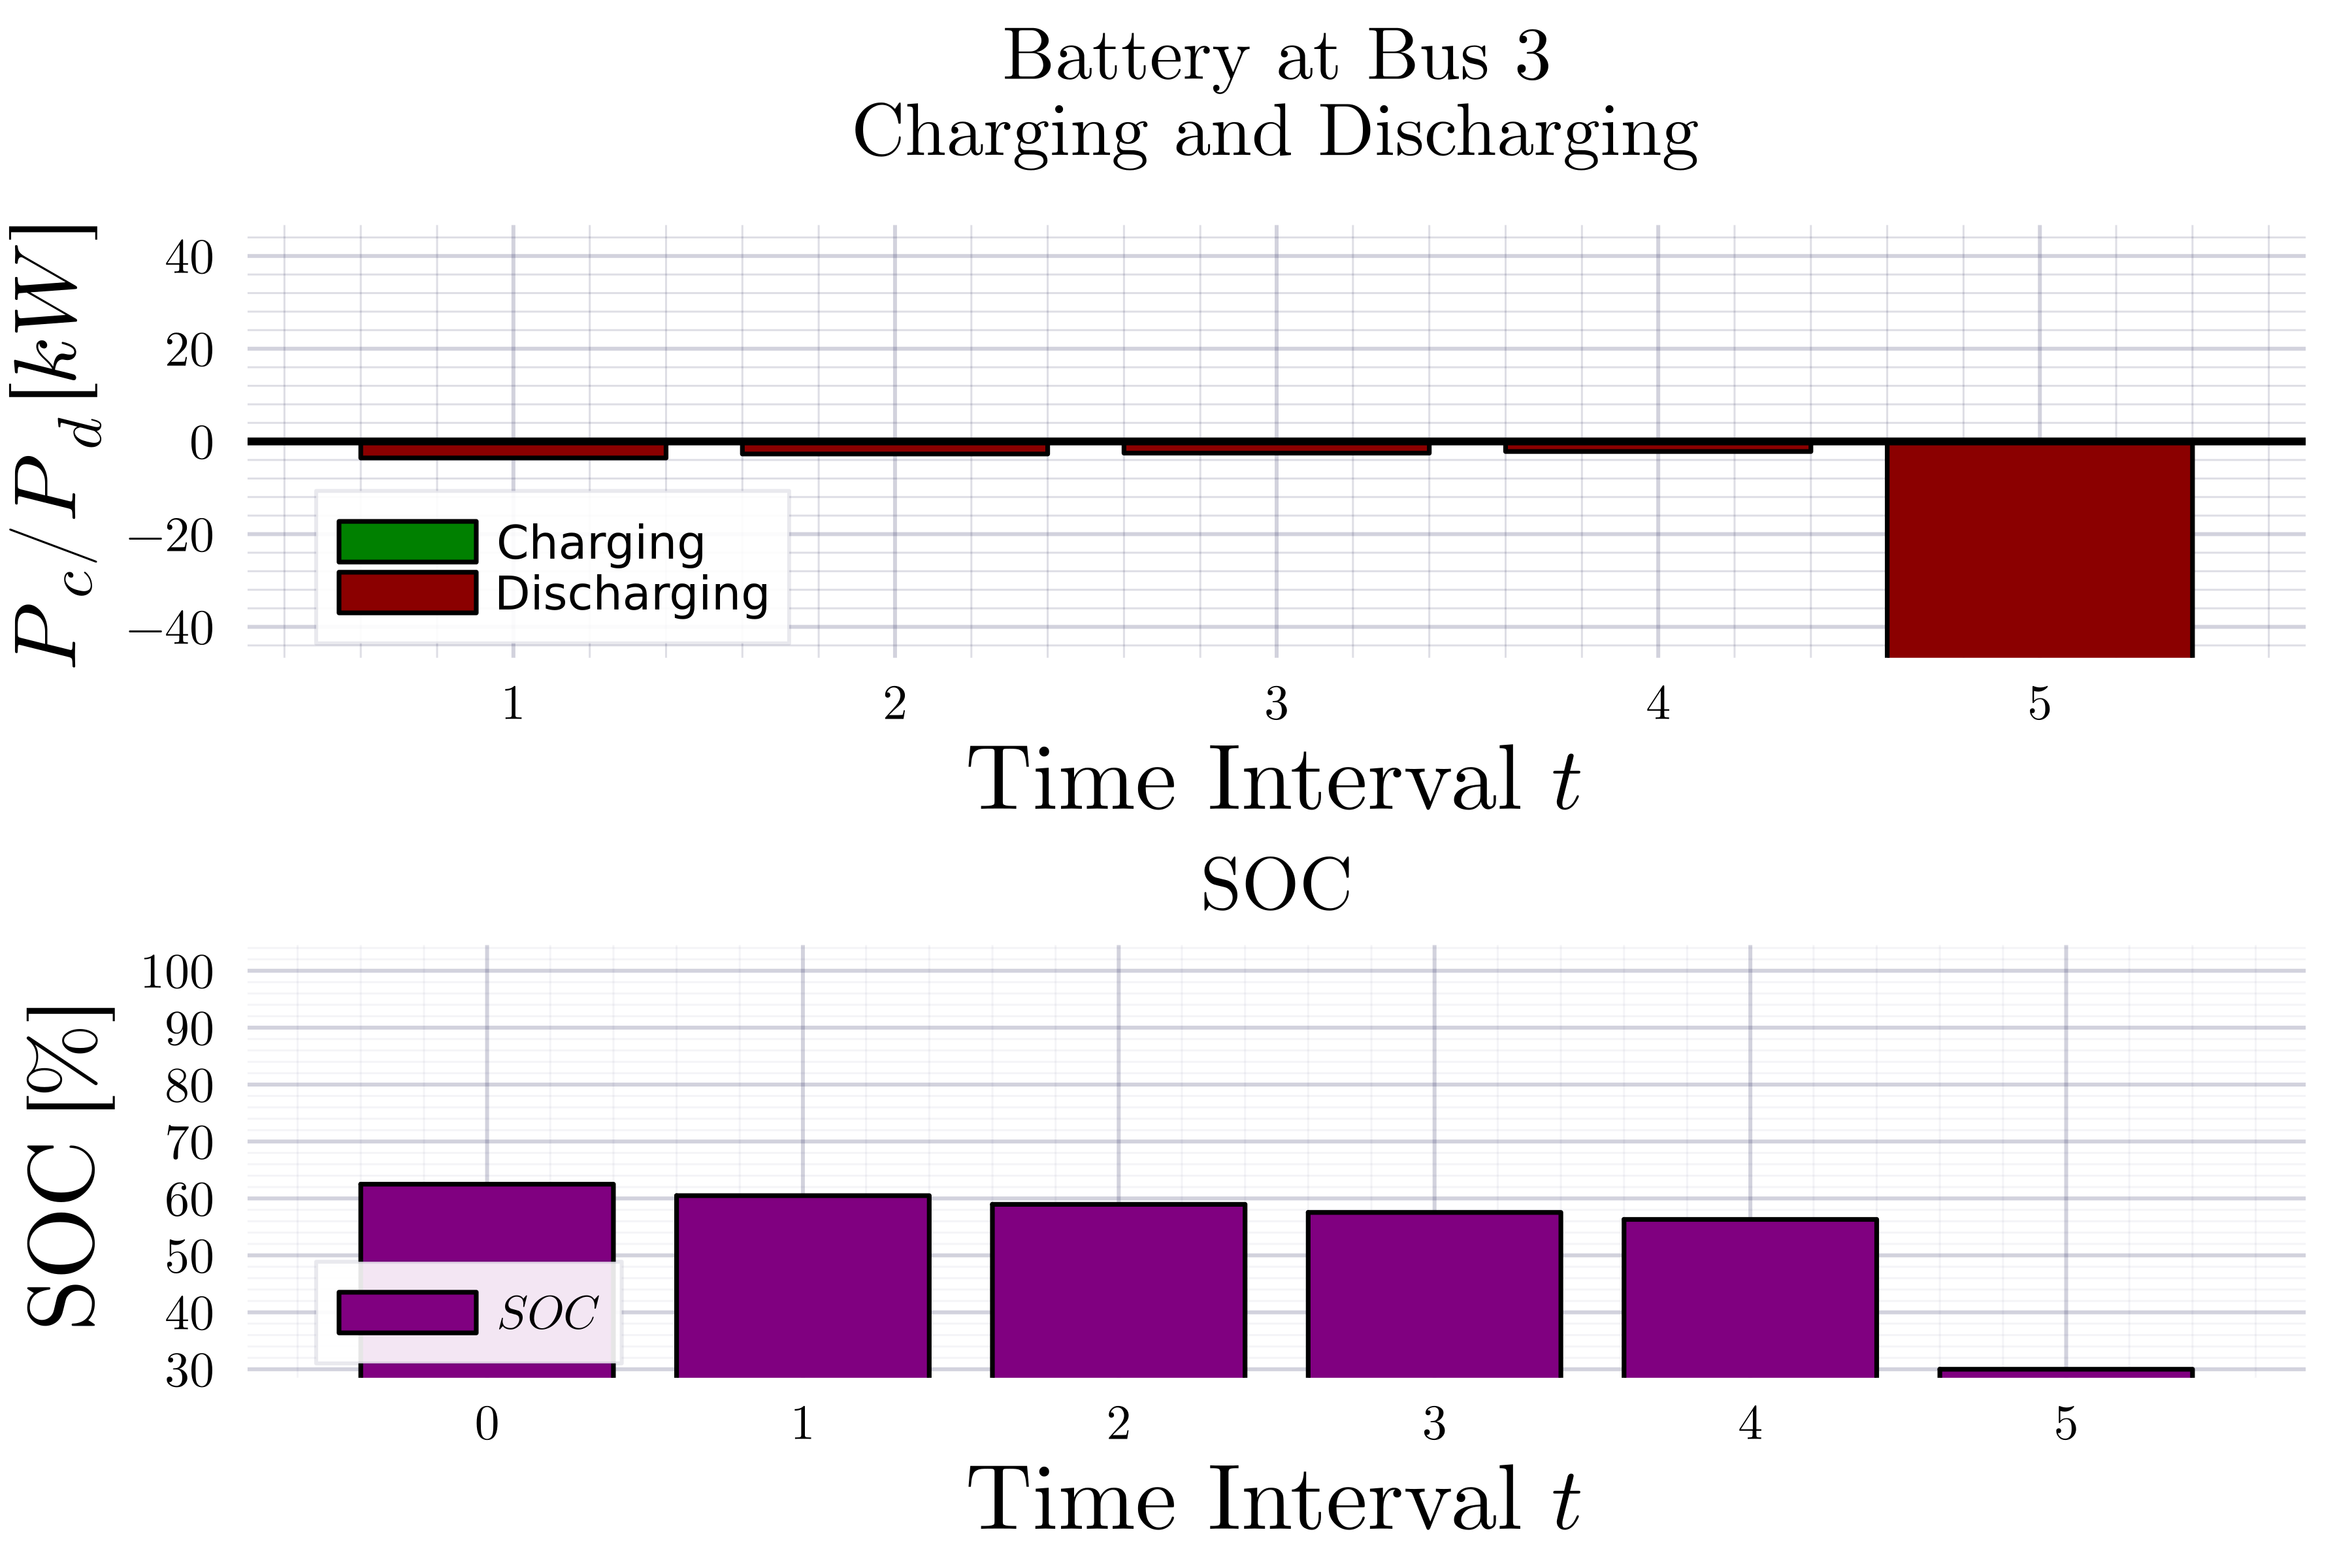 Battery at Bus 3
Charging and Discharging
P_c/P_d [kW]
40
20
0
−20
−40
Charging
Discharging
1 2 3 4 5
Time Interval t
SOC
SOC [%]
100
90
80
70
60
50
40
30
SOC
0 1 2 3 4 5
Time Interval t